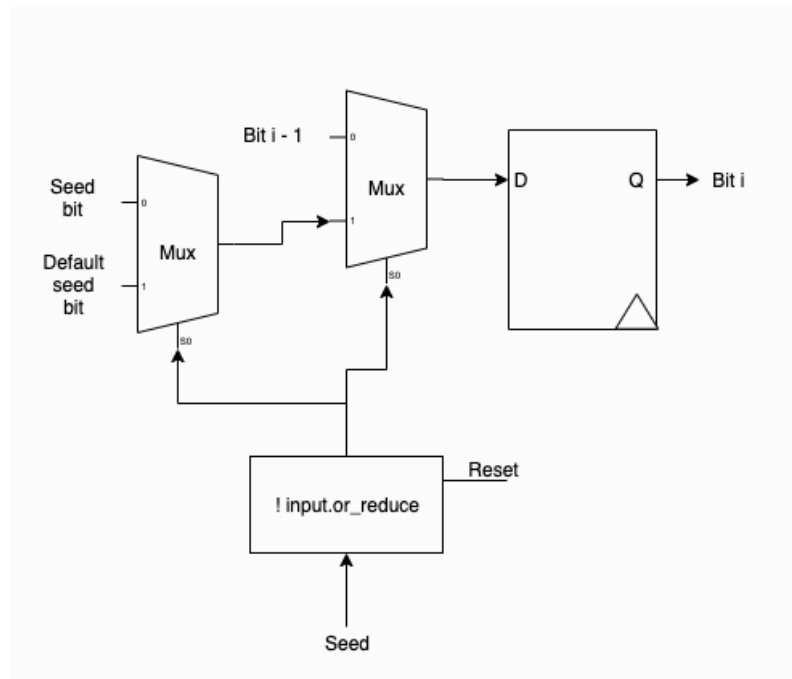 Bit i - 1
0
Mux
1
S0
Seed
bit
0
Default
seed
bit
1
Mux
S0
D
Q
Bit i
Reset
! input.or_reduce
Seed